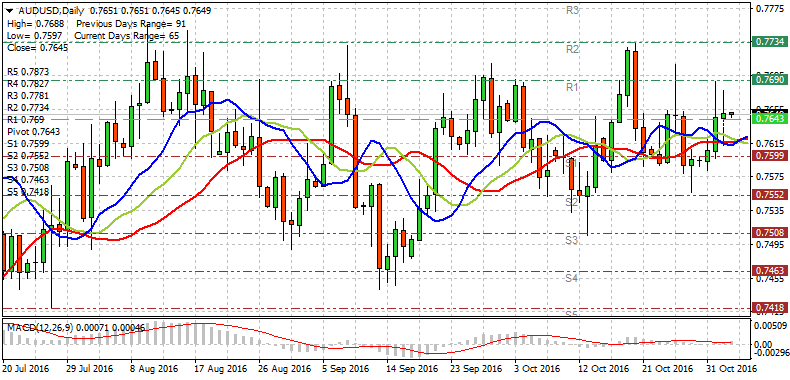 AUDUSD,Daily 0.7651 0.7651 0.7645 0.7649
High= 0.7688 Previous Days Range= 91
Low= 0.7597 Current Days Range= 65
Close= 0.7645
R5 0.7873
R4 0.7827
R3 0.7781
R2 0.7734
R1 0.769
Pivot 0.7643
S1 0.7599
S2 0.7552
S3 0.7508
S4 0.7463
S5 0.7418
R3
R2
R1
S2
S3
S4
0.7775
0.7734
0.7690
0.7643
0.7615
0.7599
0.7575
0.7552
0.7535
0.7508
0.7495
0.7463
0.7418
MACD(12,26,9) 0.00071 0.00046
0.00509
0.00
-0.00296
20 Jul 2016 29 Jul 2016 8 Aug 2016 17 Aug 2016 26 Aug 2016 5 Sep 2016 14 Sep 2016 23 Sep 2016 3 Oct 2016 12 Oct 2016 21 Oct 2016 31 Oct 2016